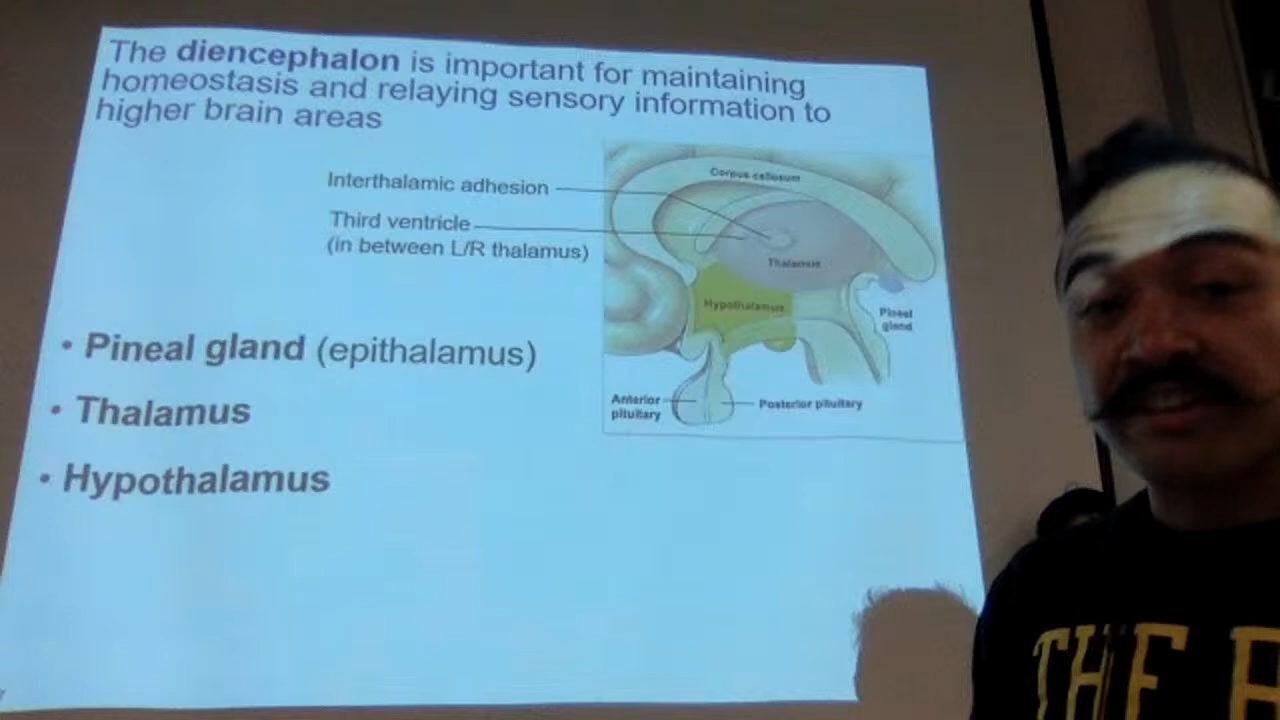 The diencephalon is important for maintaining
homeostasis and relaying sensory information to
higher brain areas
Interthalamic adhesion
Third ventricle
(in between L/R thalamus)
Corpus callosum
Thalamus
Hypothalamus
Pineal
gland
Anterior
pituitary
Posterior pituitary
• Pineal gland (epithalamus)
• Thalamus
• Hypothalamus
THE